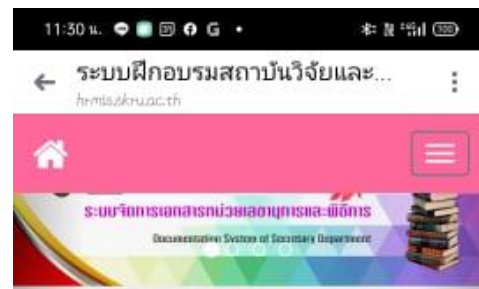 11:30 น.
ระบบฝึกอบรมสถาบันวิจัยและ...
hrmis.skru.ac.th
ระบบจัดการเอกสารหน่วยเลขานุการและพิธีการ
Documentation System of Secretary Department